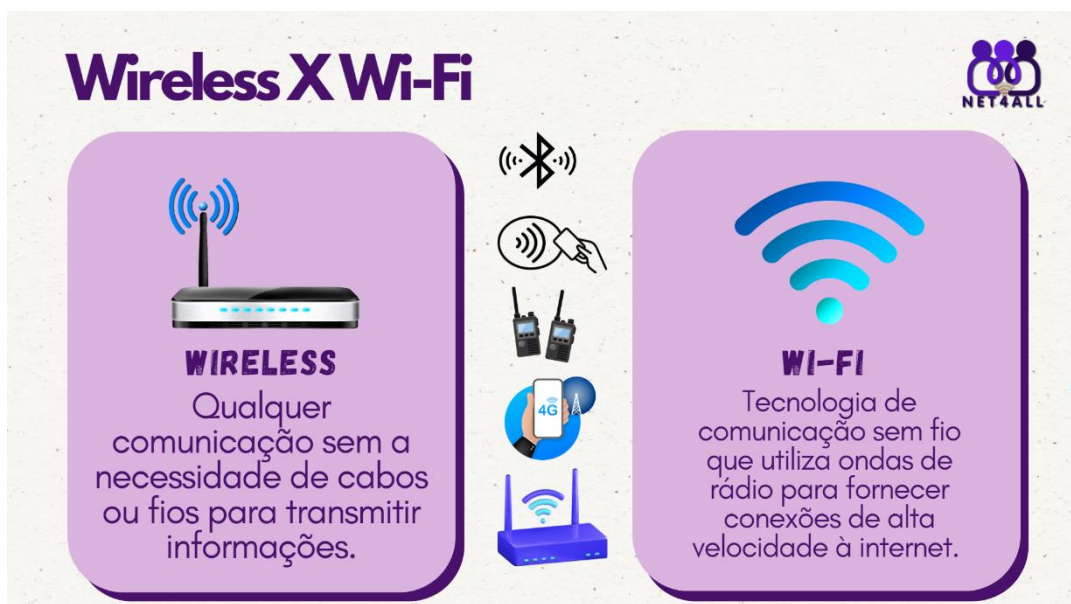 Wireless X Wi-Fi
NET4ALL
WIRELESS
Qualquer
comunicação sem a
necessidade de cabos
ou fios para transmitir
informações.
4G
WI-FI
Tecnologia de
comunicação sem fio
que utiliza ondas de
rádio para fornecer
conexões de alta
velocidade à internet.